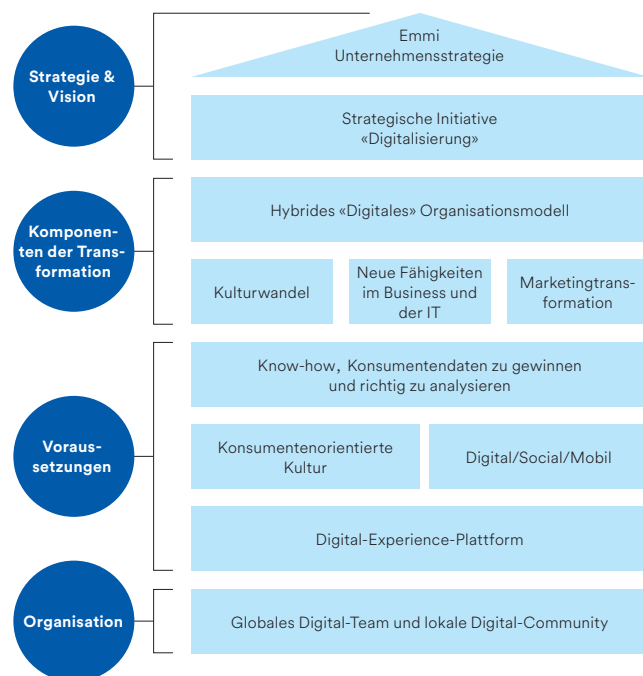 Strategie &
Vision
Emmi
Unternehmensstrategie
Strategische Initiative
«Digitalisierung»
Komponen-
ten der Trans-
formation
Hybrides «Digitales» Organisationsmodell
Kulturwandel
Neue Fähigkeiten
im Business und
der IT
Marketingtrans-
formation
Voraus-
setzungen
Know-how, Konsumentendaten zu gewinnen
und richtig zu analysieren
Konsumentenorientierte
Kultur
Digital/Social/Mobil
Digital-Experience-Plattform
Organisation
Globales Digital-Team und lokale Digital-Community